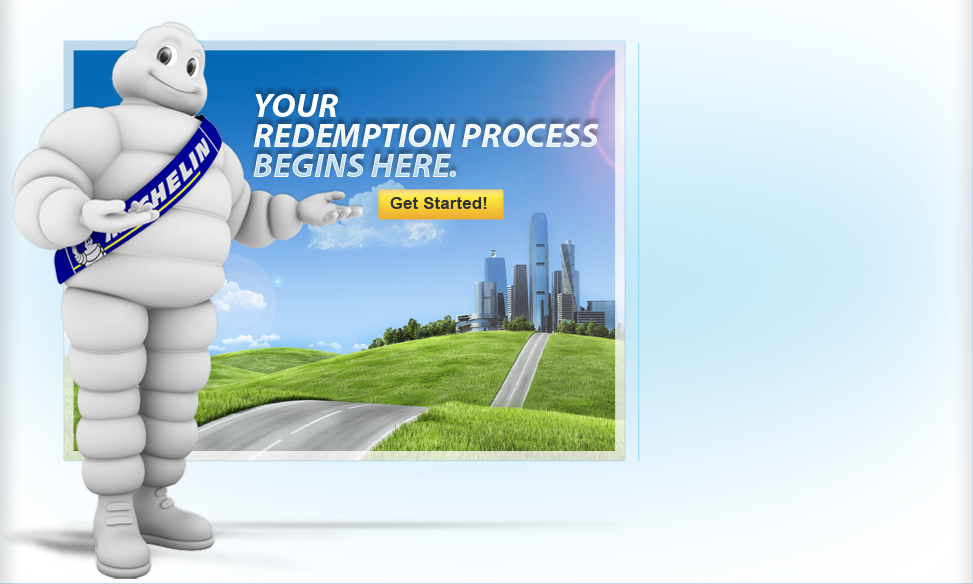 YOUR
REDEMPTION PROCESS
BEGINS HERE.
Get Started!
MICHELIN